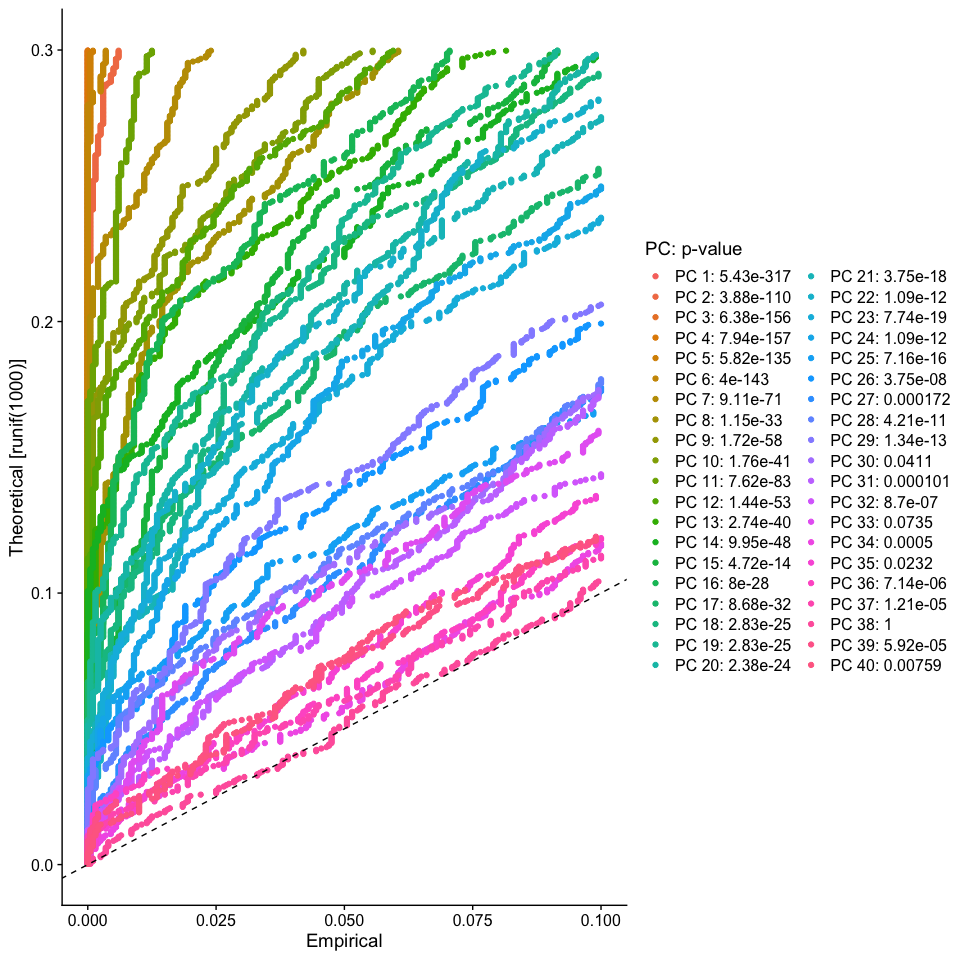 0.3
0.2
0.1
0.0
Theoretical [runif(1000)]
0.000
0.025
0.050
0.075
0.100
Empirical
PC: p-value
PC 1: 5.43e-317
PC 2: 3.88e-110
PC 3: 6.38e-156
PC 4: 7.94e-157
PC 5: 5.82e-135
PC 6: 4e-143
PC 7: 9.11e-71
PC 8: 1.15e-33
PC 9: 1.72e-58
PC 10: 1.76e-41
PC 11: 7.62e-83
PC 12: 1.44e-53
PC 13: 2.74e-40
PC 14: 9.95e-48
PC 15: 4.72e-14
PC 16: 8e-28
PC 17: 8.68e-32
PC 18: 2.83e-25
PC 19: 2.83e-25
PC 20: 2.38e-24
PC 21: 3.75e-18
PC 22: 1.09e-12
PC 23: 7.74e-19
PC 24: 1.09e-12
PC 25: 7.16e-16
PC 26: 3.75e-08
PC 27: 0.000172
PC 28: 4.21e-11
PC 29: 1.34e-13
PC 30: 0.0411
PC 31: 0.000101
PC 32: 8.7e-07
PC 33: 0.0735
PC 34: 0.0005
PC 35: 0.0232
PC 36: 7.14e-06
PC 37: 1.21e-05
PC 38: 1
PC 39: 5.92e-05
PC 40: 0.00759